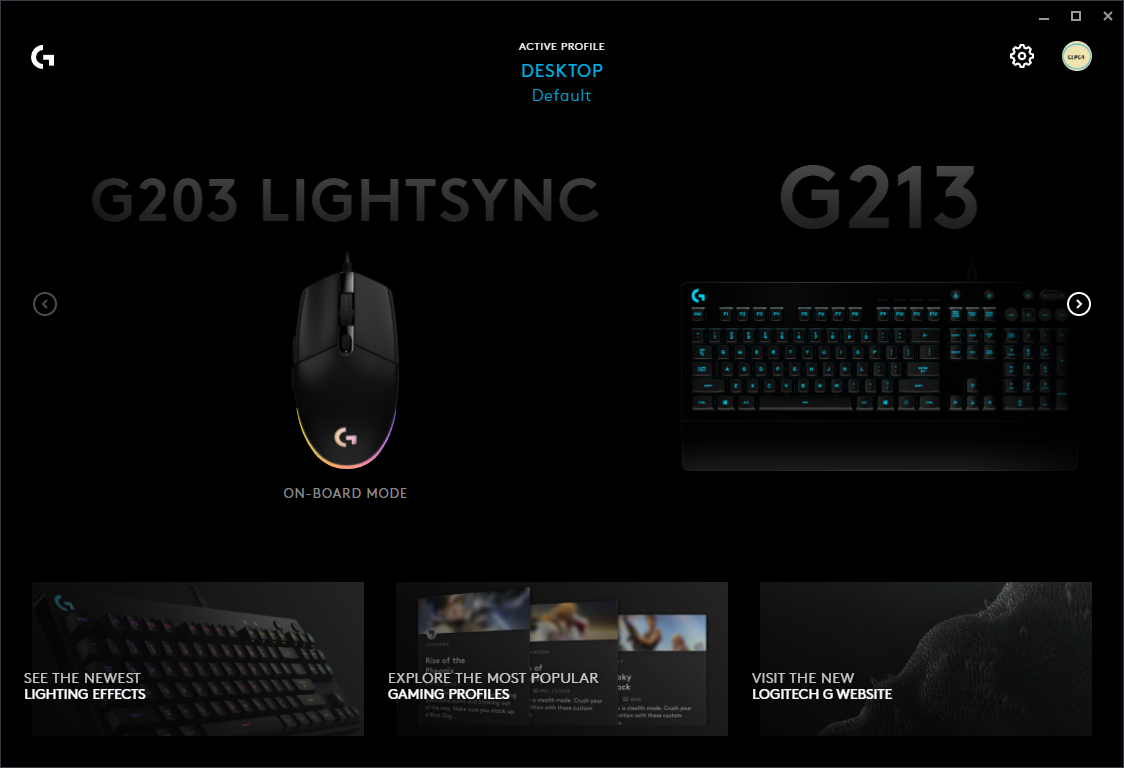 ACTIVE PROFILE
DESKTOP
Default
G203 LIGHTSYNC
G213
ON-BOARD MODE
SEE THE NEWEST
LIGHTING EFFECTS
Rise of the
EXPLORE THE MOST POPULAR
GAMING PROFILES
VISIT THE NEW
LOGITECH G WEBSITE